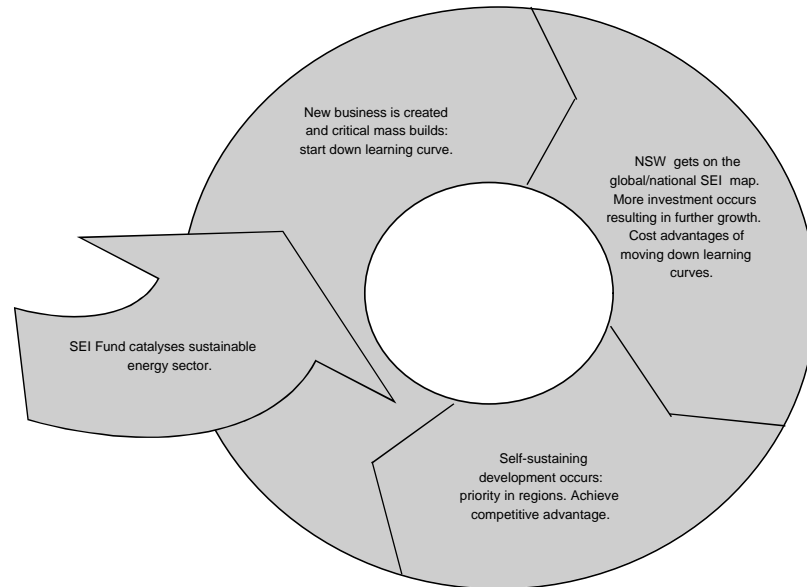 New business is created
and critical mass builds:
start down learning curve.
NSW gets on the
global/national SEI map.
More investment occurs
resulting in further growth.
Cost advantages of
moving down learning
curves.
SEI Fund catalyses sustainable
energy sector.
Self-sustaining
development occurs:
priority in regions. Achieve
competitive advantage.